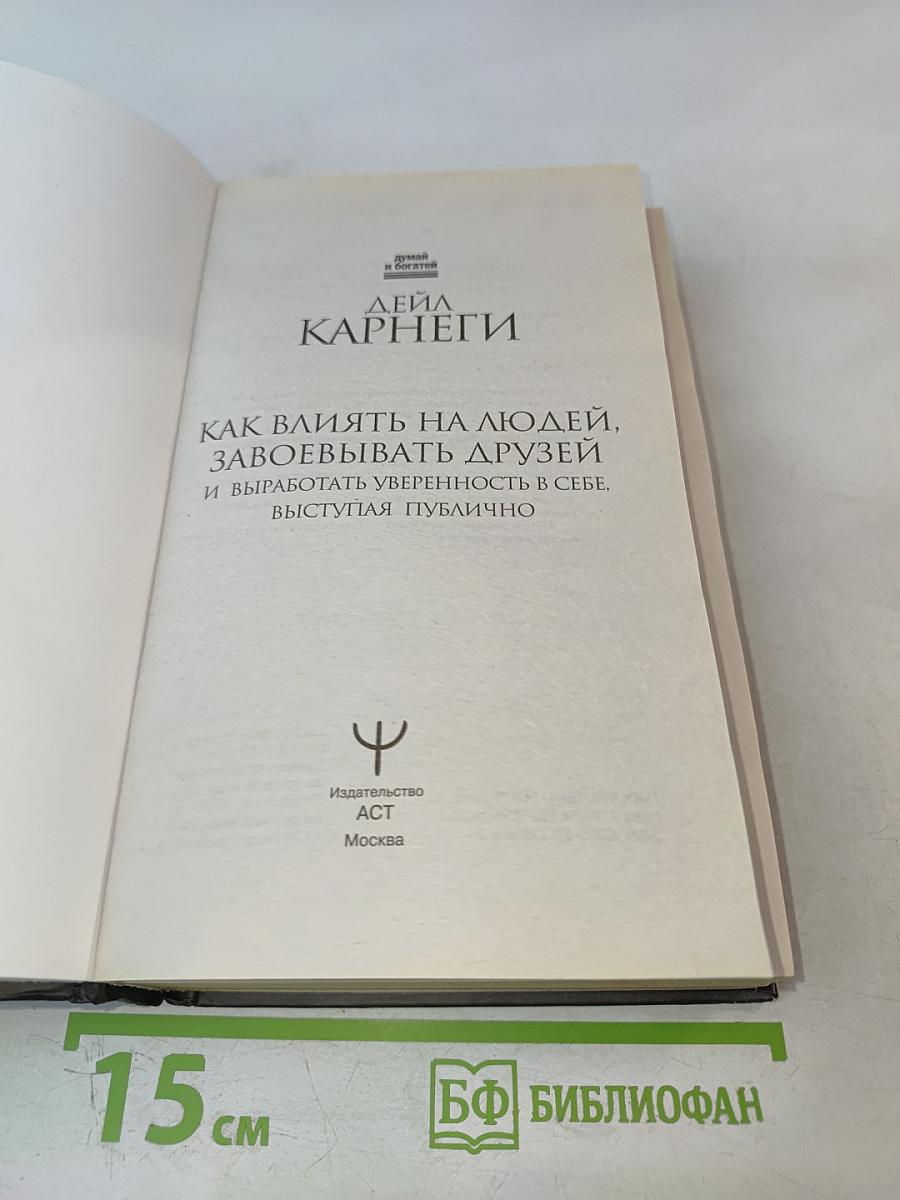 думай
и богатей
ДЕЙЛ
КАРНЕГИ
КАК ВЛИЯТЬ НА ЛЮДЕЙ,
ЗАВОЕВЫВАТЬ ДРУЗЕЙ
И ВЫРАБОТАТЬ УВЕРЕННОСТЬ В СЕБЕ,
ВЫСТУПАЯ ПУБЛИЧНО
Издательство
АСТ
Москва
15 см
БФ БИБЛИОФАН